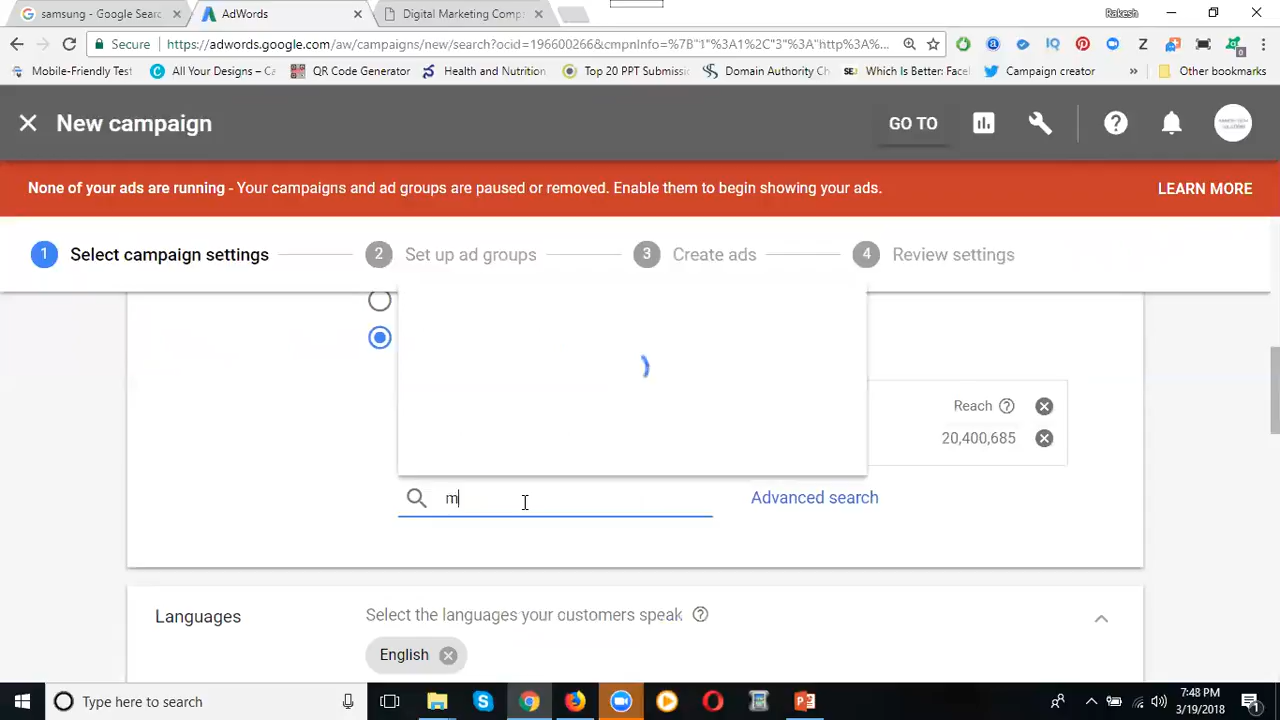 samsung - Google Searc
AdWords
Digital Marketing Comp
Rakesh
Secure
https://adwords.google.com/aw/campaigns/new/search?ocid=196600266&cmpnInfo=%7B"1"%3A1%2C"3"%3A"http%3A%...
Mobile-Friendly Test
All Your Designs – Ca
QR Code Generator
Health and Nutrition
Top 20 PPT Submissi
Domain Authority Ch
Which Is Better: Facel
Campaign creator
»
Other bookmarks
New campaign
GO TO
None of your ads are running - Your campaigns and ad groups are paused or removed. Enable them to begin showing your ads.
LEARN MORE
1 Select campaign settings
2 Set up ad groups
3 Create ads
4 Review settings
Reach
20,400,685
m
Advanced search
Languages
Select the languages your customers speak
English
Type here to search
7:48 PM
3/19/2018